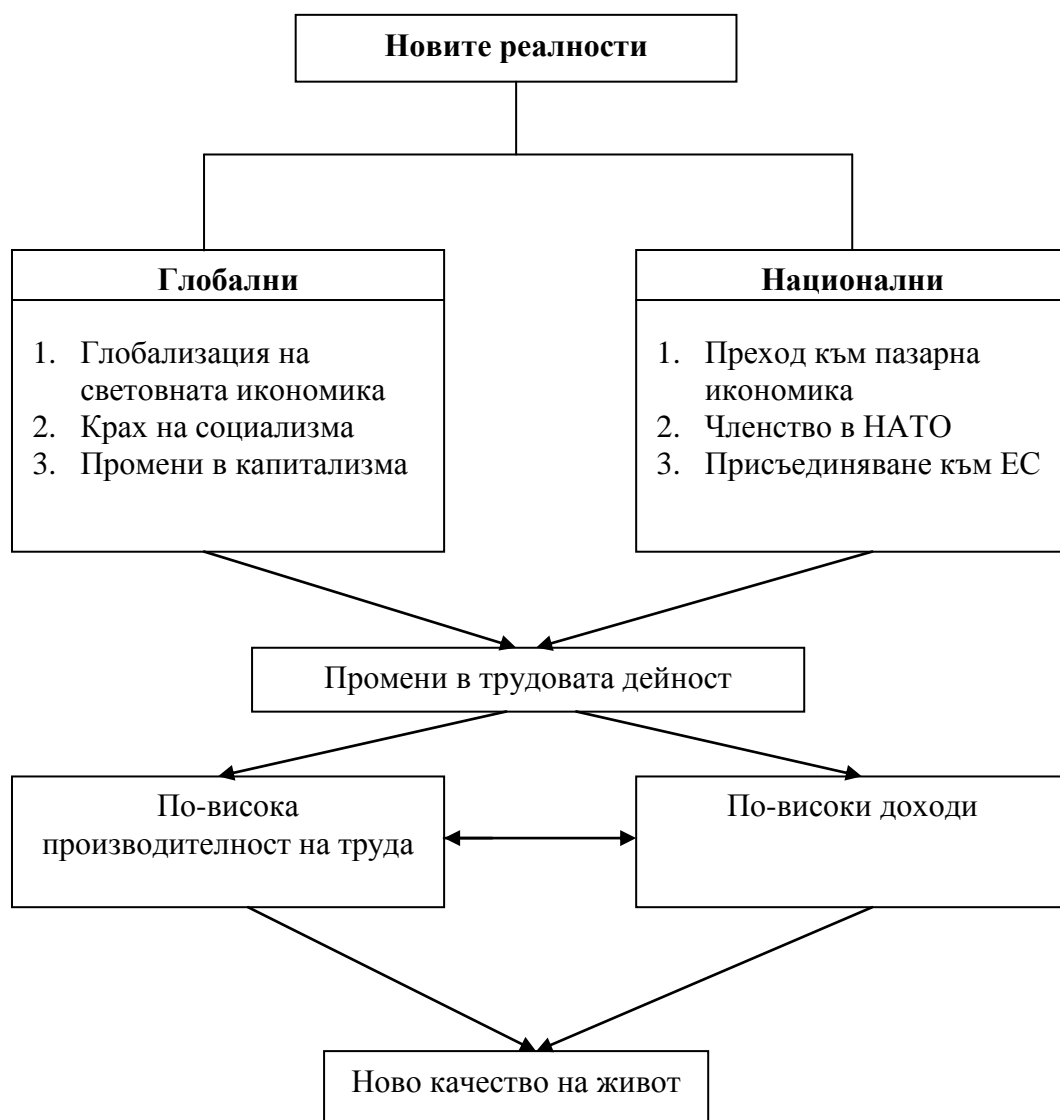 Новите реалности
Глобални
1. Глобализация на
световната икономика
2. Крах на социализма
3. Промени в капитализма
Национални
1. Преход към пазарна
икономика
2. Членство в НАТО
3. Присъединяване към ЕС
Промени в трудовата дейност
По-висока
производителност на труда
По-високи доходи
Ново качество на живот